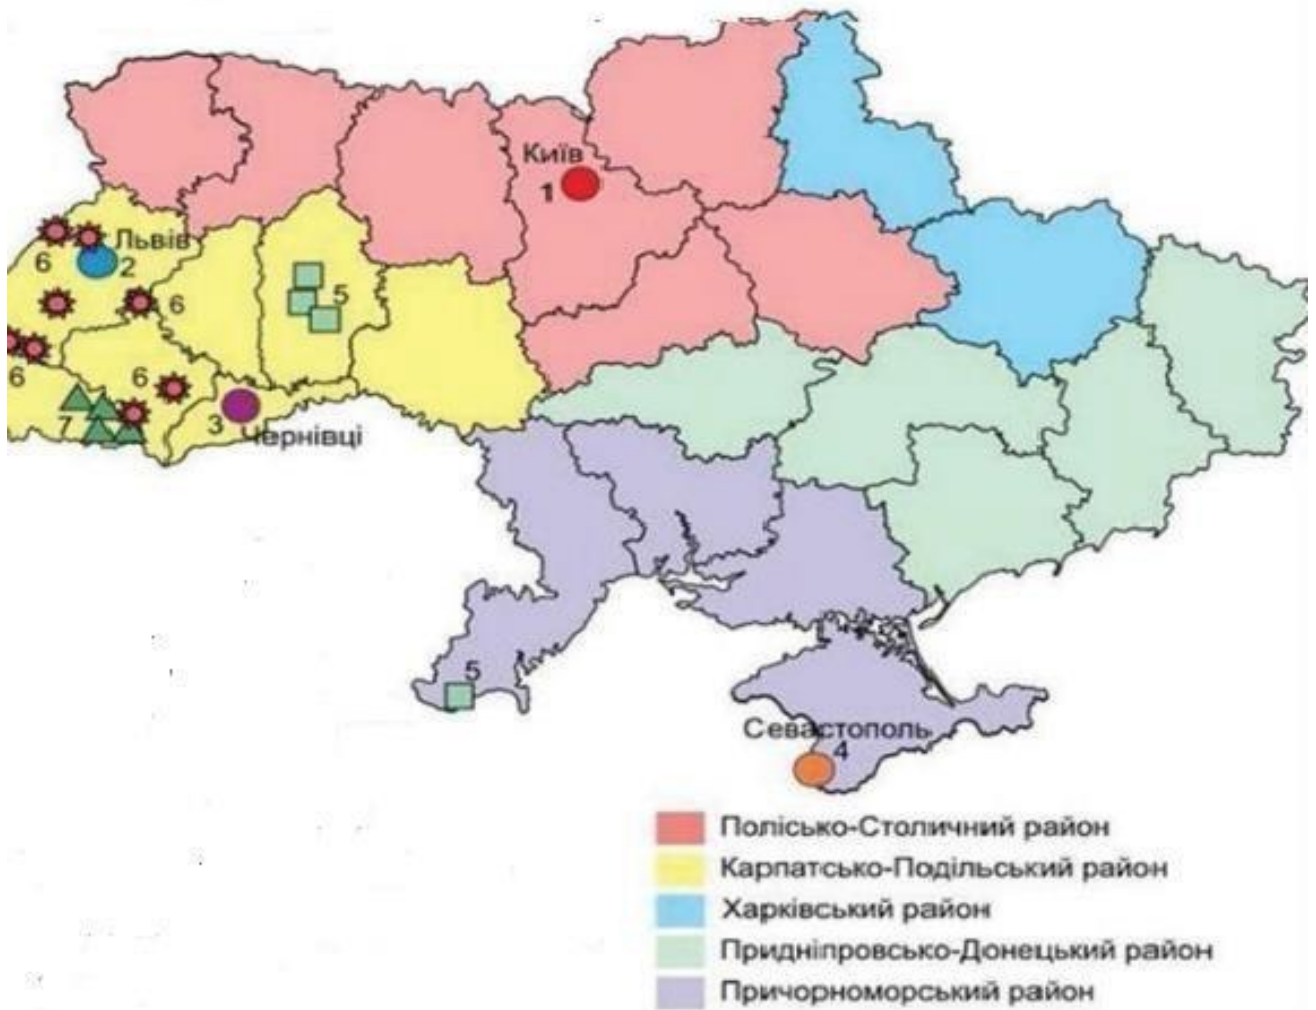 Київ
1
Львів
6
2
5
6
6
6
7
3
Чернівці
5
Севастополь
4
Полісько-Столичний район
Карпатсько-Подільський район
Харківський район
Придніпровсько-Донецький район
Причорноморський район